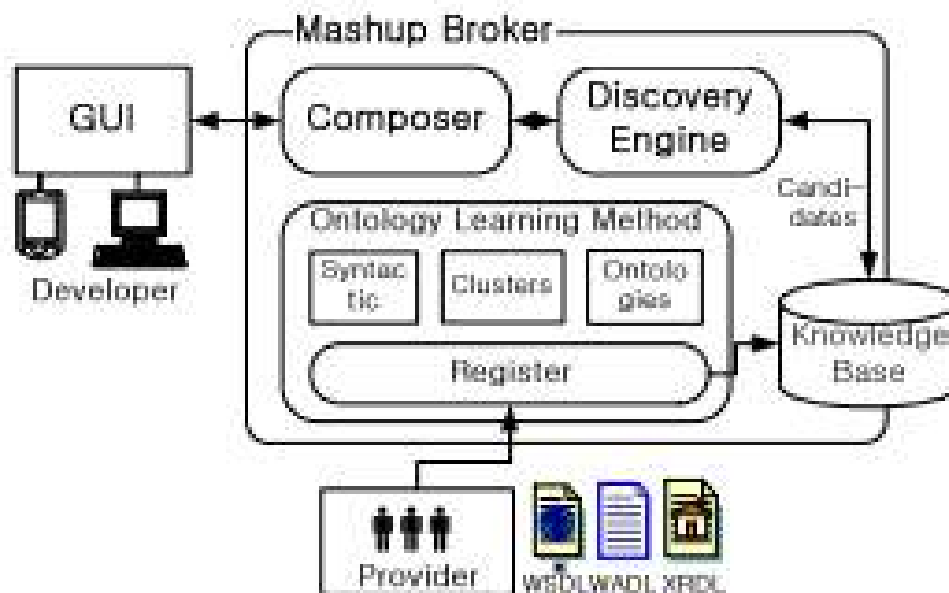 Mashup Broker
GUI
Composer
Discovery
Engine
Candi-
dates
Developer
Ontology Learning Method
Syntac
tic
Clusters
Ontolo
gies
Register
Knowledge
Base
Provider
WSDL WADL XRDL